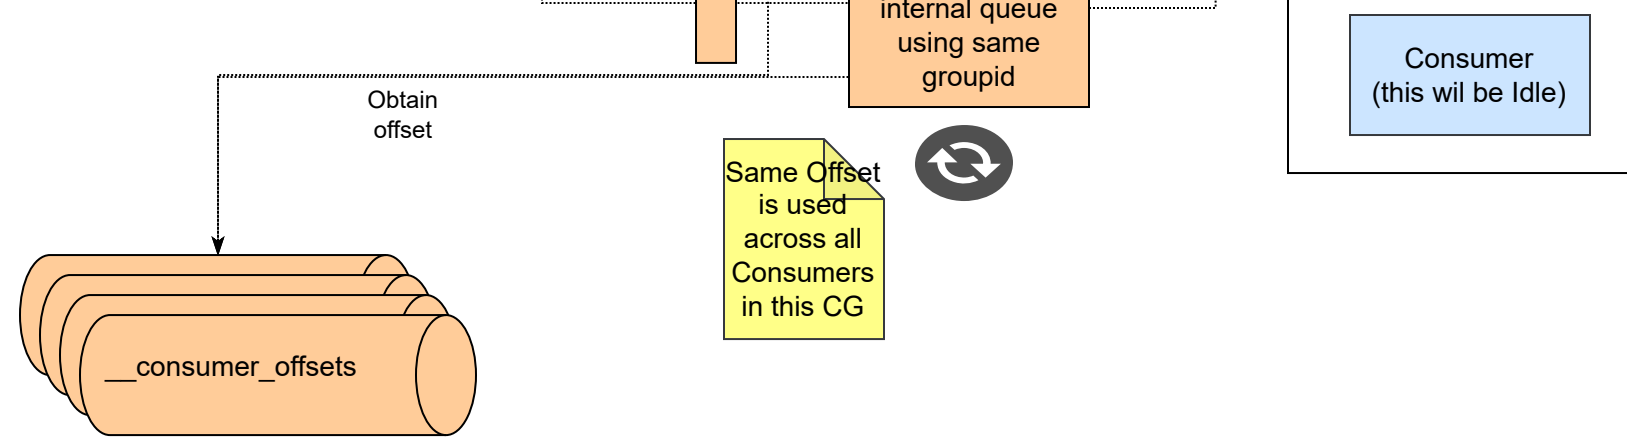 internal queue
using same
groupid
Consumer
(this wil be Idle)
Obtain
offset
Same Offset
is used
across all
Consumers
in this CG
__consumer_offsets